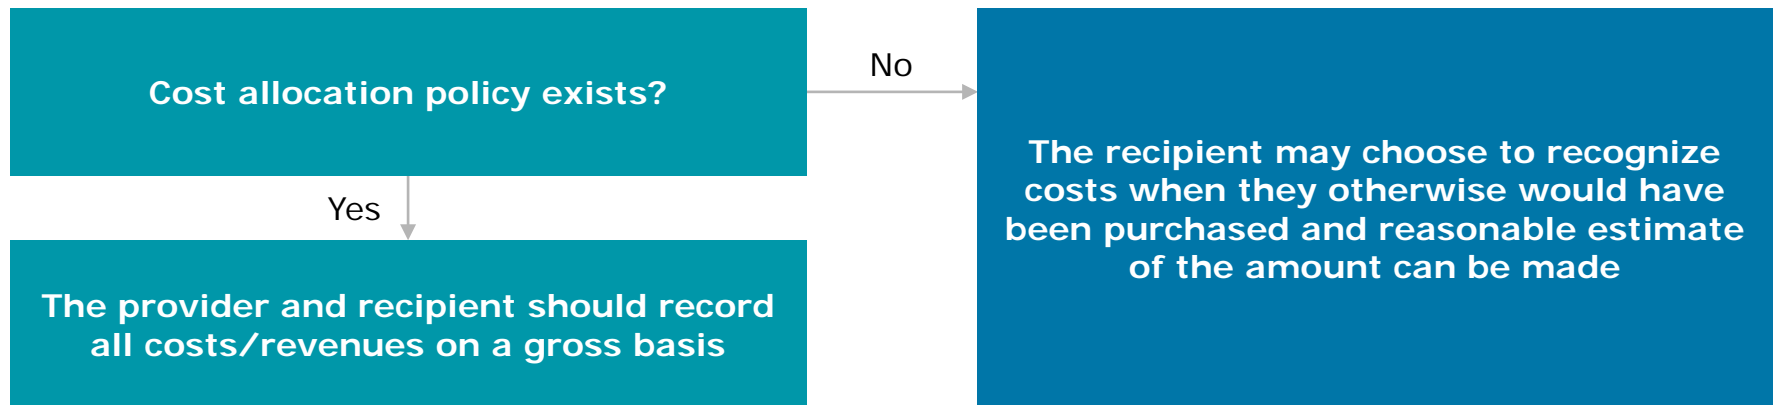 Cost allocation policy exists?
No
Yes
The provider and recipient should record
all costs/revenues on a gross basis
The recipient may choose to recognize
costs when they otherwise would have
been purchased and reasonable estimate
of the amount can be made